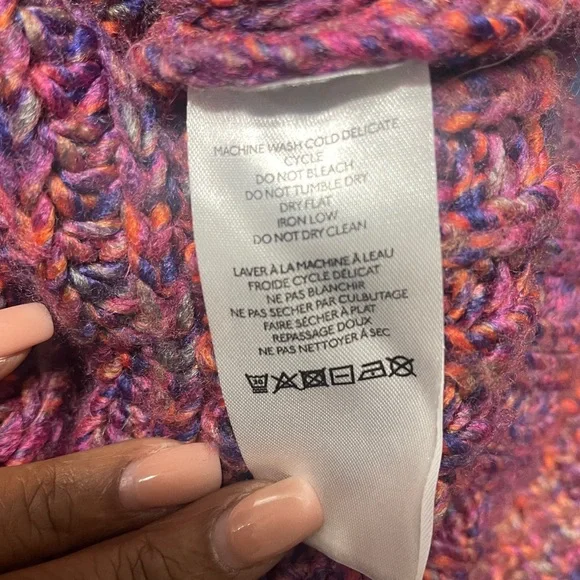 MACHINE WASH COLD DELICATE
CYCLE
DO NOT BLEACH
DO NOT TUMBLE DRY
DRY FLAT
IRON LOW
DO NOT DRY CLEAN
LAVER À LA MACHINE À L'EAU
FROIDE CYCLE DÉLICAT
NE PAS BLANCHIR
NE PAS SÉCHER PAR CULBUTAGE
FAIRE SÉCHER À PLAT
REPASSAGE DOUX
NE PAS NETTOYER À SEC
30